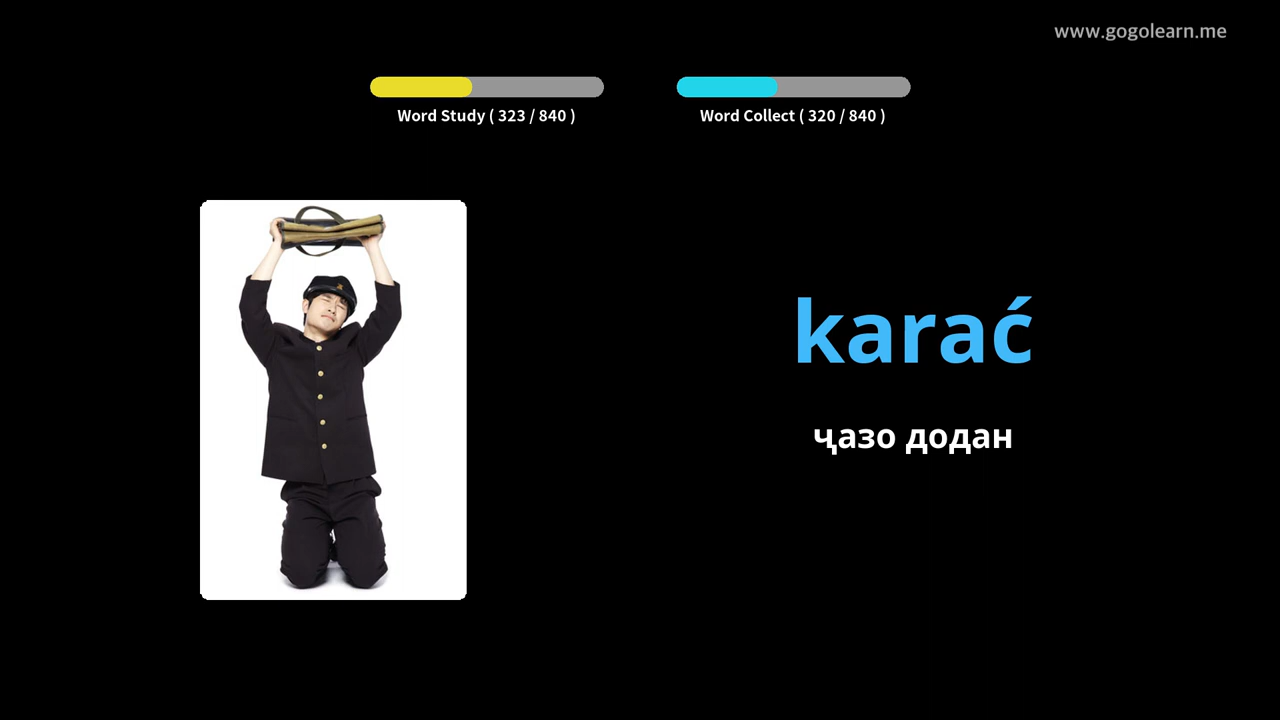 www.gogolearn.me
Word Study ( 323 / 840 )
Word Collect ( 320 / 840 )
karać
ҷазо додан